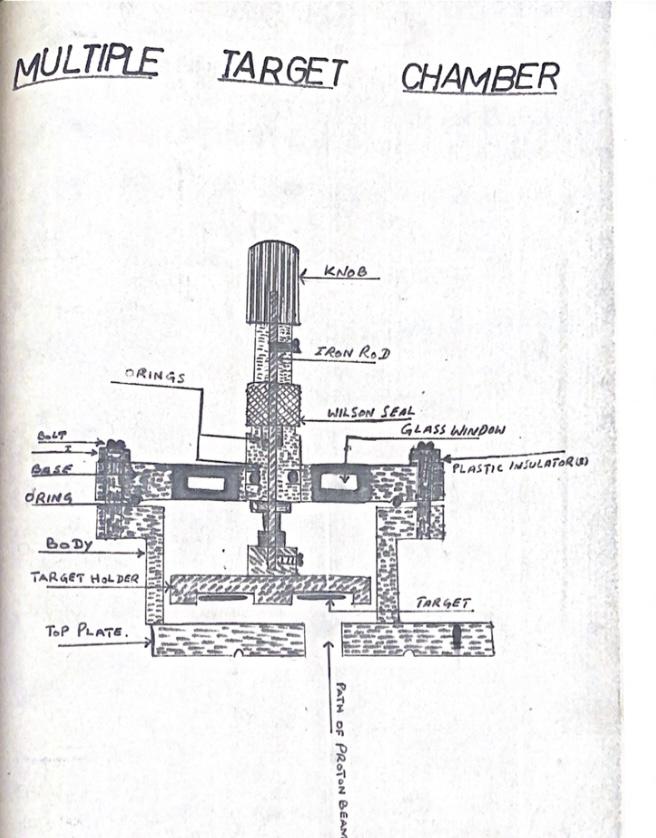 MULTIPLE TARGET CHAMBER
KNOB
IRON ROD
ORINGS
WILSON SEAL
GLASS WINDOW
BOLT
I
PLASTIC INSULATOR(S)
BASE
ORING
BODY
TARGET HOLDER
TARGET
TOP PLATE.
PATH OF PROTON BEAM